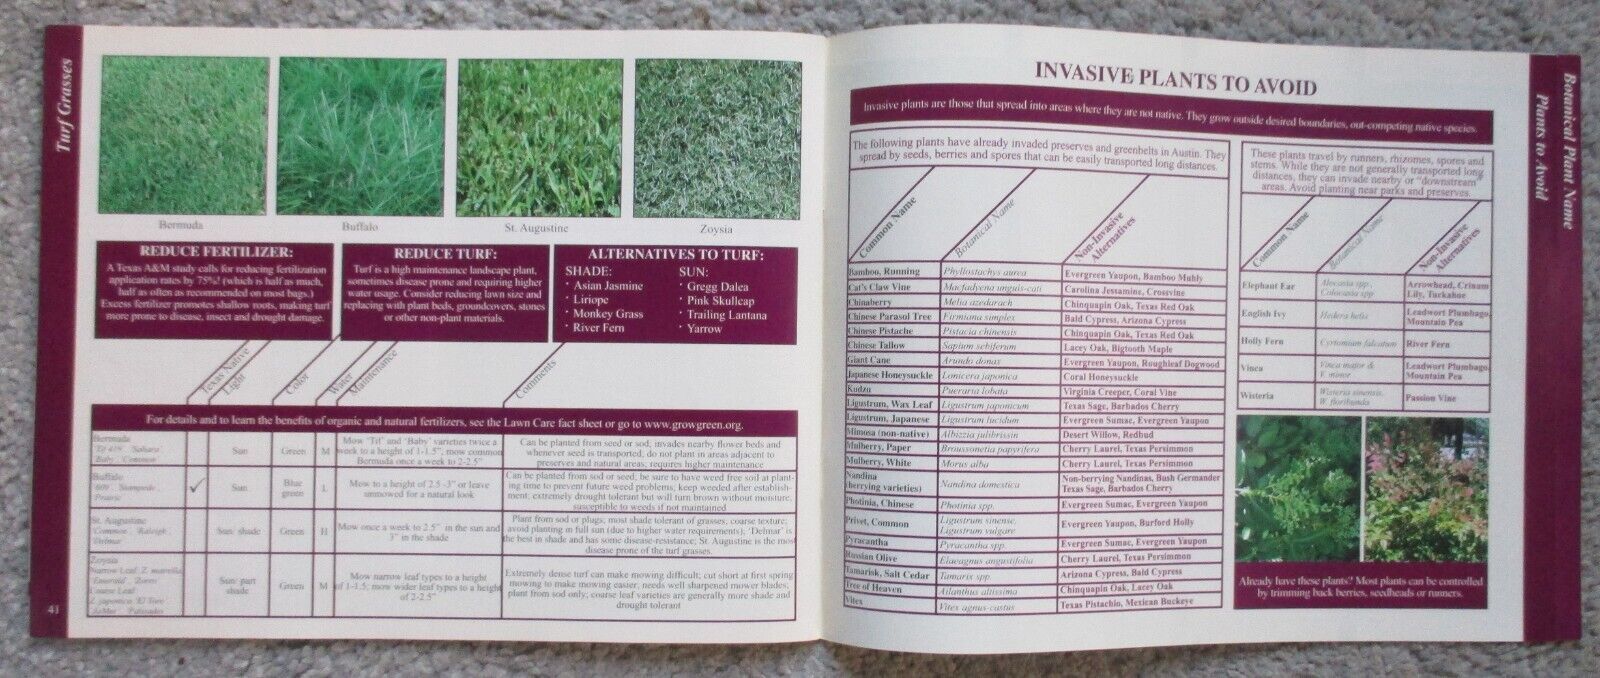 Turf Grasses
Bermuda
Buffalo
St. Augustine
Zoysia
REDUCE FERTILIZER:
A Texas A&M study calls for reducing fertilization
application rates by 75%! (which is half as much,
half as often as recommended on most bags.)
Excess fertilizer promotes shallow roots, making turf
more prone to disease, insect and drought damage.
REDUCE TURF:
Turf is a high maintenance landscape plant,
sometimes disease prone and requiring higher
water usage. Consider reducing lawn size and
replacing with plant beds, groundcovers, stones
or other non-plant materials.
ALTERNATIVES TO TURF:
SHADE:
• Asian Jasmine
• Liriope
• Monkey Grass
• River Fern
SUN:
• Gregg Dalea
• Pink Skullcap
• Trailing Lantana
• Yarrow
Texas Native
Light
Color
Water
Maintenance
Comments
For details and to learn the benefits of organic and natural fertilizers, see the Lawn Care fact sheet or go to www.growgreen.org.
Bermuda
'Tif 419', 'Sahara',
'Baby', 'Common'
Sun
Green
M
Mow 'Tif' and 'Baby' varieties twice a
week to a height of 1-1.5", mow common
Bermuda once a week to 2-2.5"
Can be planted from seed or sod; invades nearby flower beds and
whenever seed is transported, do not plant in areas adjacent to
preserves and natural areas; requires higher maintenance
Buffalo
'609', 'Stampede',
'Prairie'
✓
Sun
Blue
green
L
Mow to a height of 2.5 -3" or leave
unmowed for a natural look
Can be planted from sod or seed; be sure to have weed free soil at plant-
ing time to prevent future weed problems; keep weeded after establish-
ment; extremely drought tolerant but will turn brown without moisture,
susceptible to weeds if not maintained
St. Augustine
'Common', 'Raleigh',
'Delmar'
Sun/ shade
Green
H
Mow once a week to 2.5" in the sun and
3" in the shade
Plant from sod or plugs; most shade tolerant of grasses, coarse texture;
avoid planting in full sun (due to higher water requirements); 'Delmar' is
the best in shade and has some disease-resistance; St. Augustine is the most
disease prone of the turf grasses.
Zoysia
Narrow Leaf: Z. matrella
'Emerald', 'Zorro'
Coarse Leaf
Z. japonica 'El Toro',
'JaMur', 'Palisades'
Sun/ part
shade
Green
M
Mow narrow leaf types to a height
of 1-1.5; mow wider leaf types to a height
of 2-2.5"
Extremely dense turf can make mowing difficult; cut short at first spring
mowing to make mowing easier, needs well sharpened mower blades;
plant from sod only; coarse leaf varieties are generally more shade and
drought tolerant
41
INVASIVE PLANTS TO AVOID
Invasive plants are those that spread into areas where they are not native. They grow outside desired boundaries, out-competing native species.
The following plants have already invaded preserves and greenbelts in Austin. They
spread by seeds, berries and spores that can be easily transported long distances.
Common Name
Botanical Name
Non-Invasive
Alternatives
Bamboo, Running Phyllostachys aurea Evergreen Yaupon, Bamboo Muhly
Cat's Claw Vine Macfadyena unguis-cati Carolina Jessamine, Crossvine
Chinaberry Melia azedarach Chinquapin Oak, Texas Red Oak
Chinese Parasol Tree Firmiana simplex Bald Cypress, Arizona Cypress
Chinese Pistache Pistacia chinensis Chinquapin Oak, Texas Red Oak
Chinese Tallow Sapium sebiferum Lacey Oak, Bigtooth Maple
Giant Cane Arundo donax Evergreen Yaupon, Roughleaf Dogwood
Japanese Honeysuckle Lonicera japonica Coral Honeysuckle
Kudzu Pueraria lobata Virginia Creeper, Coral Vine
Ligustrum, Wax Leaf Ligustrum japonicum Texas Sage, Barbados Cherry
Ligustrum, Japanese Ligustrum lucidum Evergreen Sumac, Evergreen Yaupon
Mimosa (non-native) Albizzia julibrissin Desert Willow, Redbud
Mulberry, Paper Broussonetia papyrifera Cherry Laurel, Texas Persimmon
Mulberry, White Morus alba Cherry Laurel, Texas Persimmon
Nandina
(berrying varieties)
Nandina domestica
Non-berrying Nandinas, Bush Germander
Texas Sage, Barbados Cherry
Photinia, Chinese Photinia spp. Evergreen Sumac, Evergreen Yaupon
Privet, Common
Ligustrum sinense,
Ligustrum vulgare
Evergreen Yaupon, Burford Holly
Pyracantha Pyracantha spp. Evergreen Sumac, Evergreen Yaupon
Russian Olive Elaeagnus angustifolia Cherry Laurel, Texas Persimmon
Tamarisk, Salt Cedar Tamarix spp. Arizona Cypress, Bald Cypress
Tree of Heaven Ailanthus altissima Chinquapin Oak, Lacey Oak
Vitex Vitex agnus-castus Texas Pistachio, Mexican Buckeye
These plants travel by runners, rhizomes, spores and
stems. While they are not generally transported long
distances, they can invade nearby or "downstream"
areas. Avoid planting near parks and preserves.
Common Name
Botanical Name
Non-Invasive
Alternatives
Elephant Ear
Alocasia spp.,
Colocasia spp.
Arrowhead, Crinum
Lily, Turkahoe
English Ivy
Hedera helix
Leadwort Plumbago,
Mountain Pea
Holly Fern Cyrtomium falcatum River Fern
Vinca
Vinca major &
V. minor
Leadwort Plumbago,
Mountain Pea
Wisteria
Wisteria sinensis,
W. floribunda
Passion Vine
Already have these plants? Most plants can be controlled
by trimming back berries, seedheads or runners.
Botanical Plant Name
Plants to Avoid